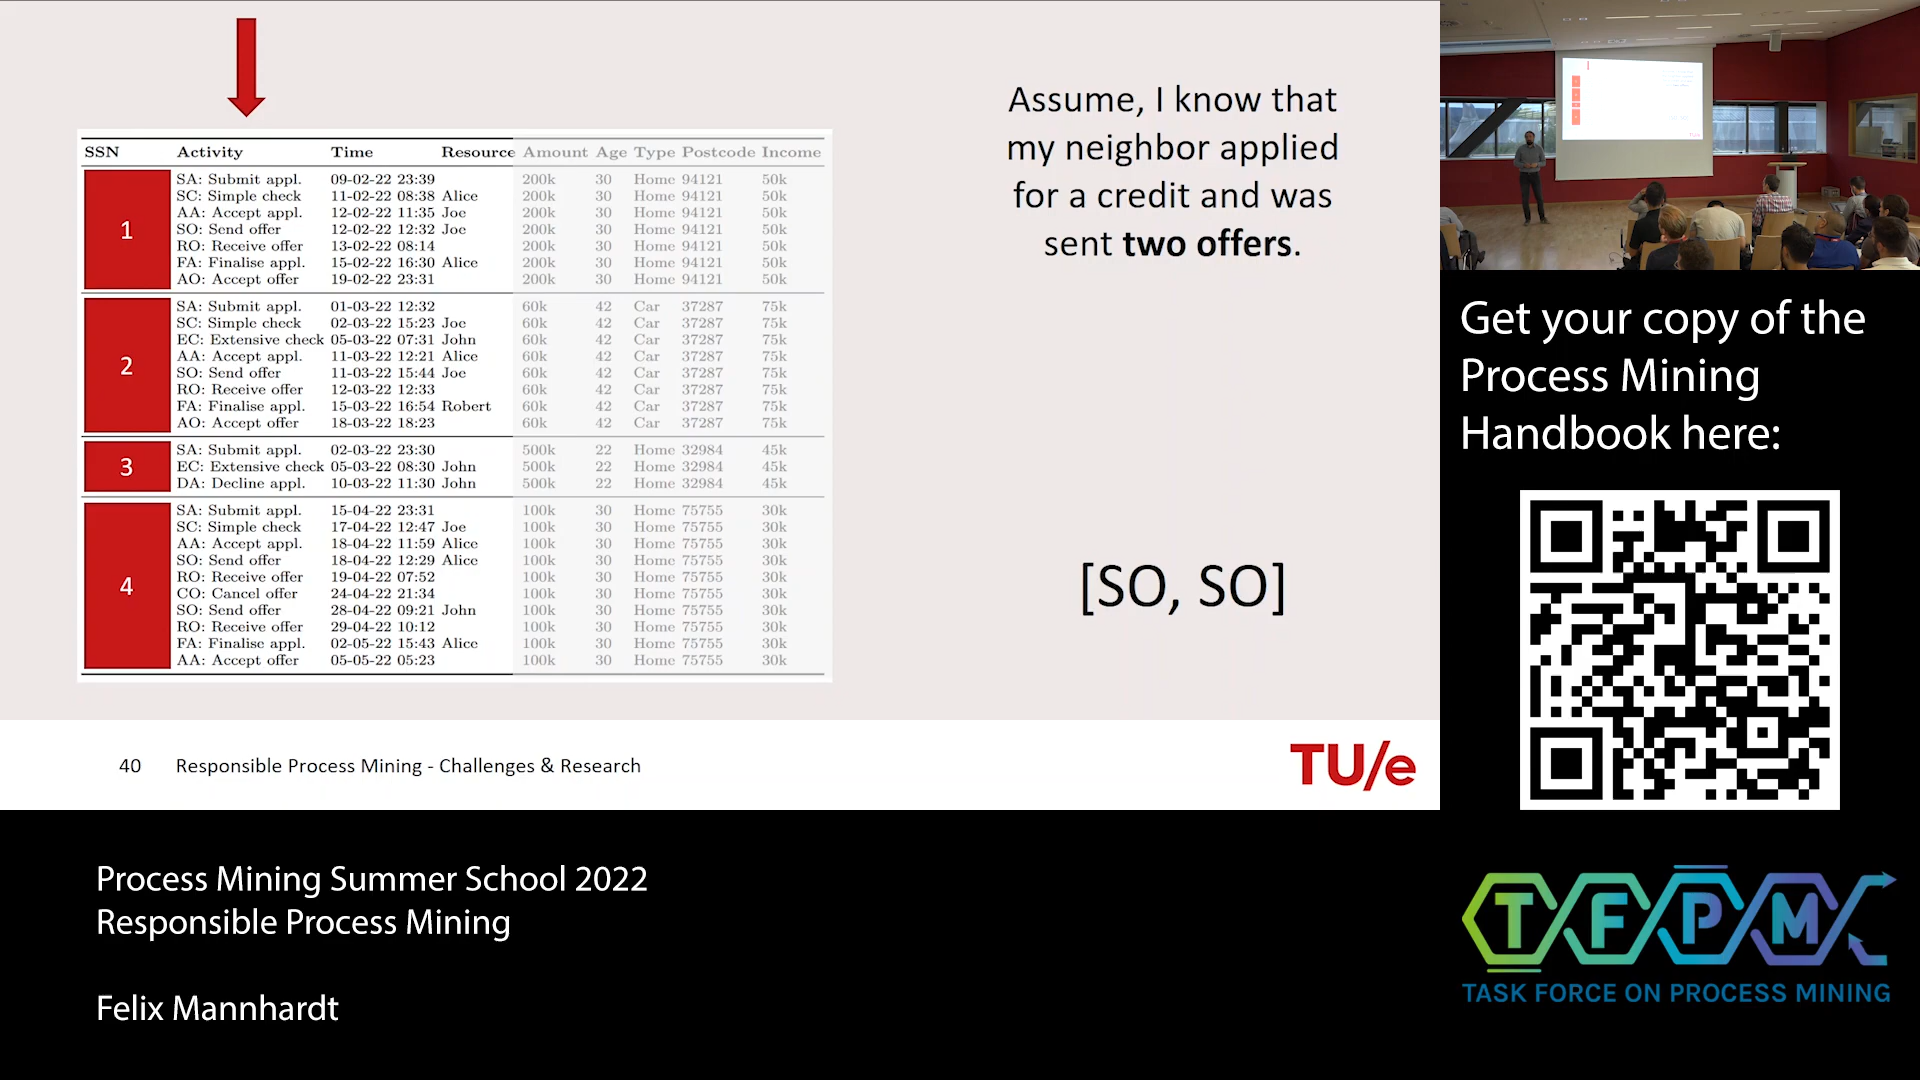 SSN Activity Time Resource Amount Age Type Postcode Income
1
SA: Submit appl. 09-02-22 23:39 200k 30 Home 94121 50k
SC: Simple check 11-02-22 08:38 Alice 200k 30 Home 94121 50k
AA: Accept appl. 12-02-22 11:35 Joe 200k 30 Home 94121 50k
SO: Send offer 12-02-22 12:32 Joe 200k 30 Home 94121 50k
RO: Receive offer 13-02-22 08:14 200k 30 Home 94121 50k
FA: Finalise appl. 15-02-22 16:30 Alice 200k 30 Home 94121 50k
AO: Accept offer 19-02-22 23:31 200k 30 Home 94121 50k
2
SA: Submit appl. 01-03-22 12:32 60k 42 Car 37287 75k
SC: Simple check 02-03-22 15:23 Joe 60k 42 Car 37287 75k
EC: Extensive check 05-03-22 07:31 John 60k 42 Car 37287 75k
AA: Accept appl. 11-03-22 12:21 Alice 60k 42 Car 37287 75k
SO: Send offer 11-03-22 15:44 Joe 60k 42 Car 37287 75k
RO: Receive offer 12-03-22 12:33 60k 42 Car 37287 75k
FA: Finalise appl. 15-03-22 16:54 Robert 60k 42 Car 37287 75k
AO: Accept offer 18-03-22 18:23 60k 42 Car 37287 75k
3
SA: Submit appl. 02-03-22 23:30 500k 22 Home 32984 45k
EC: Extensive check 05-03-22 08:30 John 500k 22 Home 32984 45k
DA: Decline appl. 10-03-22 11:30 John 500k 22 Home 32984 45k
4
SA: Submit appl. 15-04-22 23:31 100k 30 Home 75755 30k
SC: Simple check 17-04-22 12:47 Joe 100k 30 Home 75755 30k
AA: Accept appl. 18-04-22 11:59 Alice 100k 30 Home 75755 30k
SO: Send offer 18-04-22 12:29 Alice 100k 30 Home 75755 30k
RO: Receive offer 19-04-22 07:52 100k 30 Home 75755 30k
CO: Cancel offer 24-04-22 21:34 100k 30 Home 75755 30k
SO: Send offer 28-04-22 09:21 John 100k 30 Home 75755 30k
RO: Receive offer 29-04-22 10:12 100k 30 Home 75755 30k
FA: Finalise appl. 02-05-22 15:43 Alice 100k 30 Home 75755 30k
AA: Accept offer 05-05-22 05:23 100k 30 Home 75755 30k
Assume, I know that
my neighbor applied
for a credit and was
sent two offers.
[SO, SO]
40 Responsible Process Mining - Challenges & Research
TU/e
Get your copy of the
Process Mining
Handbook here:
Process Mining Summer School 2022
Responsible Process Mining
Felix Mannhardt
TFPM
TASK FORCE ON PROCESS MINING